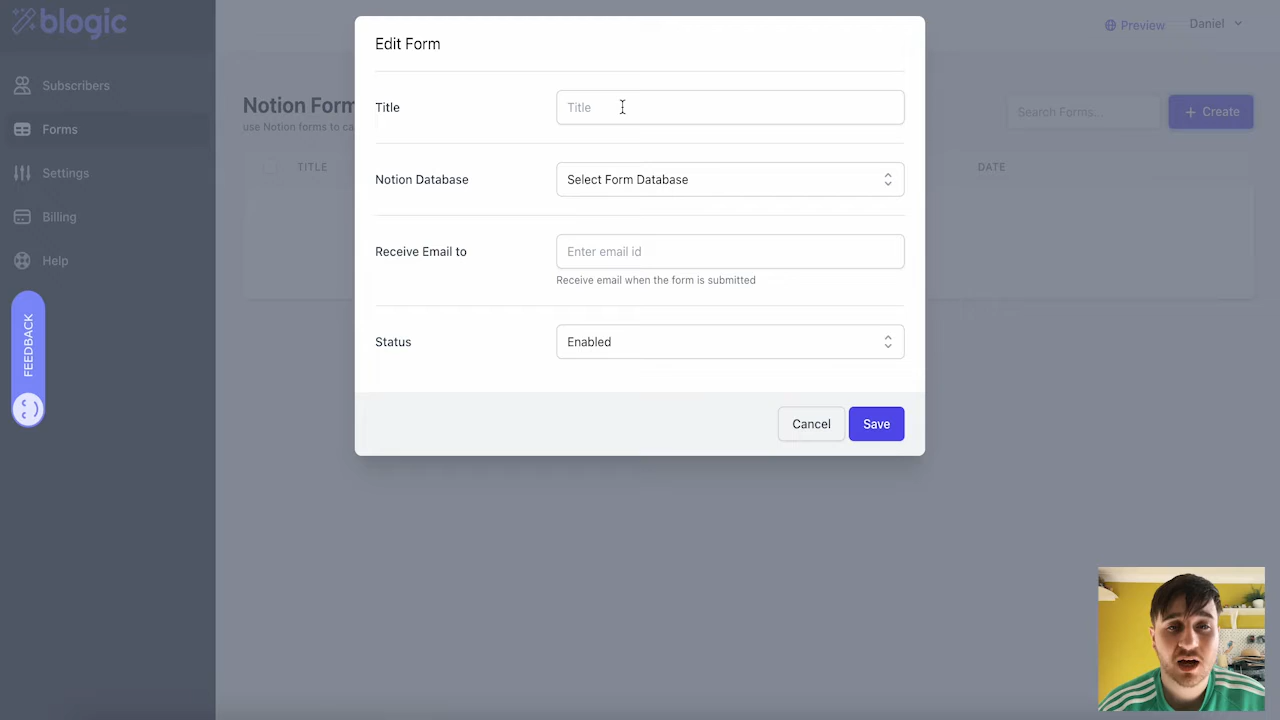 blogic
Preview
Daniel
Subscribers
Forms
Settings
Billing
Help
FEEDBACK
Notion Form
use Notion forms to ca
Search Forms...
+ Create
TITLE
DATE
Edit Form
Title
Title
Notion Database
Select Form Database
Receive Email to
Enter email id
Receive email when the form is submitted
Status
Enabled
Cancel
Save